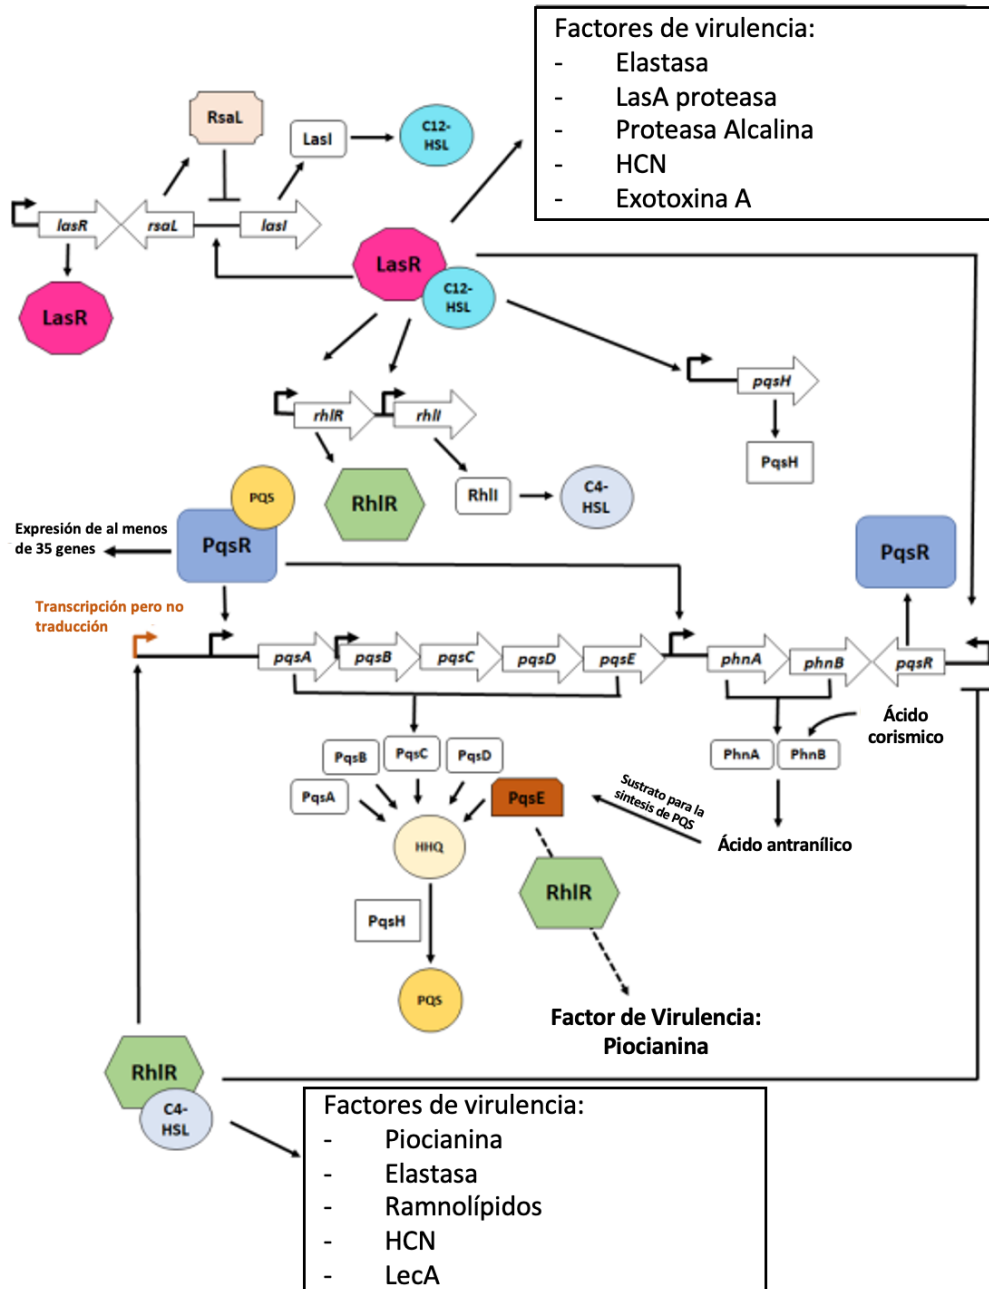 Factores de virulencia:
- Elastasa
- LasA proteasa
- Proteasa Alcalina
- HCN
- Exotoxina A
RsaL
LasI
C12-
HSL
lasR
rsaL
lasI
LasR
LasR
C12-
HSL
pqsH
PqsH
rhlR
rhlI
RhlR
RhlI
C4-
HSL
PQS
PqsR
Expresión de al menos
de 35 genes
PqsR
Transcripción pero no
traducción
pqsA
pqsB
pqsC
pqsD
pqsE
phnA
phnB
pqsR
Ácido
corismico
PqsB
PqsC
PqsD
PhnA
PhnB
PqsA
PqsE
Sustrato para la
sintesis de PQS
HHQ
Ácido antranílico
RhlR
PqsH
PQS
Factor de Virulencia:
Piocianina
RhlR
C4-
HSL
Factores de virulencia:
- Piocianina
- Elastasa
- Ramnolípidos
- HCN
- LecA